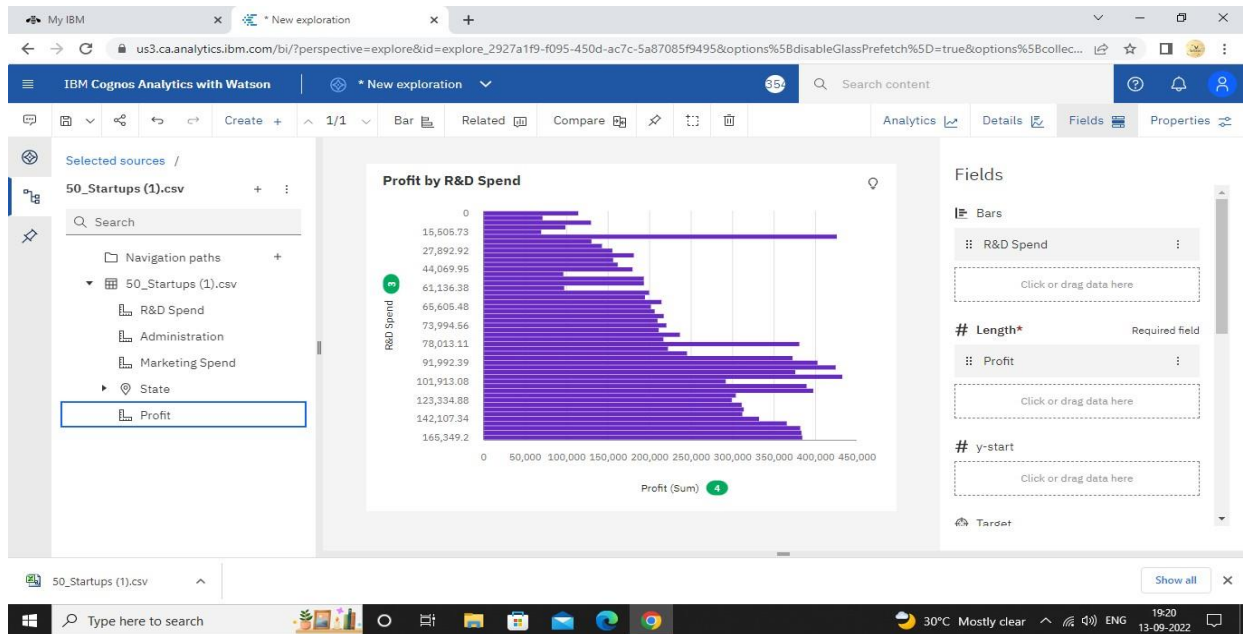 My IBM
* New exploration
us3.ca.analytics.ibm.com/bi/?perspective=explore&id=explore_2927a1f9-f095-450d-ac7c-5a87085f9495&options%5BdisableGlassPrefetch%5D=true&options%5Bcollec...
IBM Cognos Analytics with Watson
* New exploration
354
Search content
Create + 1/1 Bar Related Compare
Analytics Details Fields Properties
Selected sources /
50_Startups (1).csv
Search
Navigation paths
50_Startups (1).csv
R&D Spend
Administration
Marketing Spend
State
Profit
Profit by R&D Spend
R&D Spend
3
0
16,505.73
27,892.92
44,069.95
61,136.38
65,605.48
73,994.56
78,013.11
91,992.39
101,913.08
123,334.88
142,107.34
165,349.2
0 50,000 100,000 150,000 200,000 250,000 300,000 350,000 400,000 450,000
Profit (Sum) 4
Fields
Bars
R&D Spend
Click or drag data here
# Length* Required field
Profit
Click or drag data here
# y-start
Click or drag data here
Target
50_Startups (1).csv
Show all
Type here to search
30°C Mostly clear
ENG
19:20
13-09-2022